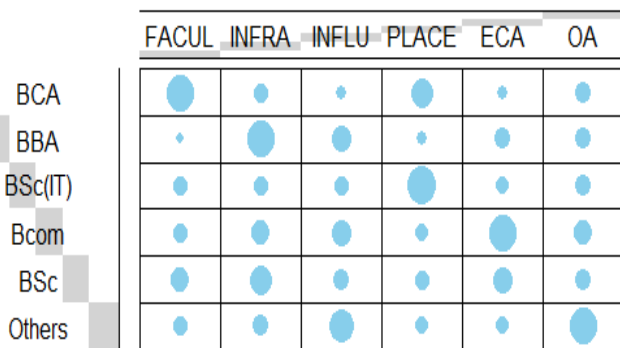 FACUL INFRA INFLU PLACE ECA OA
BCA
BBA
BSc(IT)
Bcom
BSc
Others